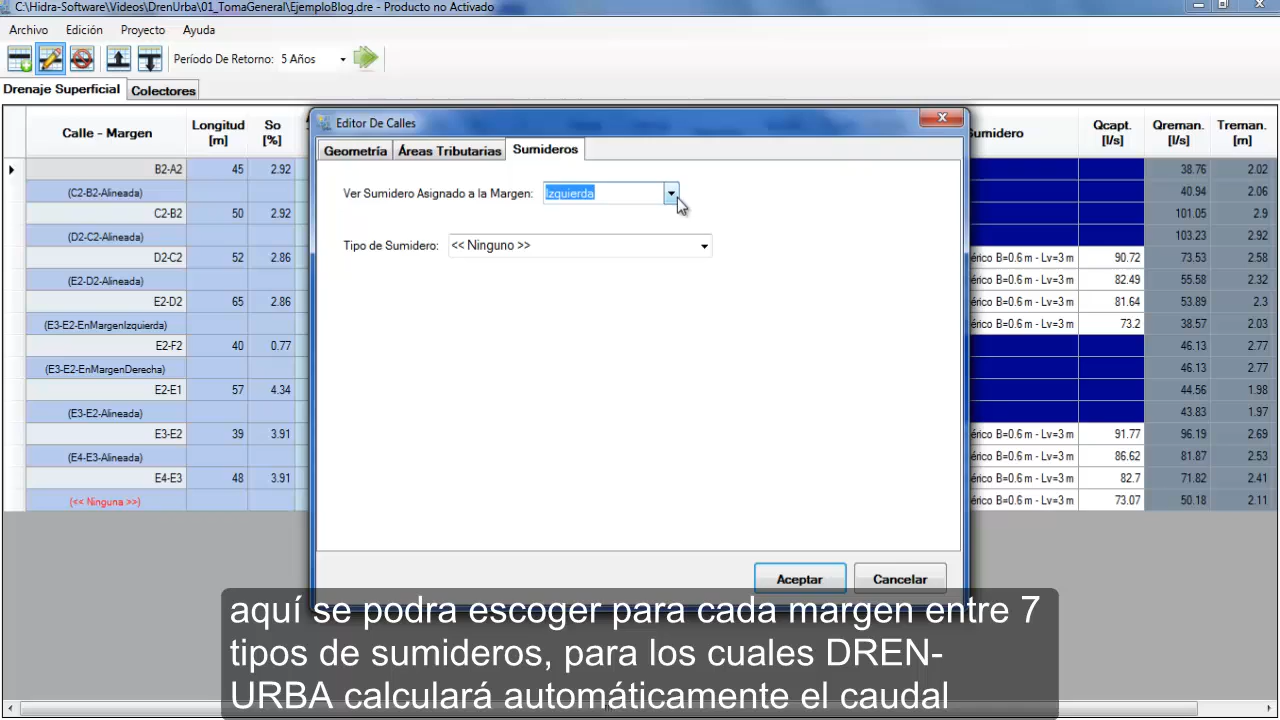 C:\Hidra-Software\Videos\DrenUrba\01_TomaGeneral\EjemploBlog.dre - Producto no Activado
Archivo Edición Proyecto Ayuda
Período De Retorno: 5 Años
Drenaje Superficial Colectores
Calle - Margen Longitud [m] So [%] Sumidero Qcapt. [l/s] Qreman. [l/s] Treman. [m]
B2-A2 45 2.92 38.76 2.02
(C2-B2-Alineada) 40.94 2.06
C2-B2 50 2.92 101.05 2.9
(D2-C2-Alineada) 103.23 2.92
D2-C2 52 2.86 érico B=0.6 m - Lv=3 m 90.72 73.53 2.58
(E2-D2-Alineada) érico B=0.6 m - Lv=3 m 82.49 55.58 2.32
E2-D2 65 2.86 érico B=0.6 m - Lv=3 m 81.64 53.89 2.3
(E3-E2-EnMargenIzquierda) érico B=0.6 m - Lv=3 m 73.2 38.57 2.03
E2-F2 40 0.77 46.13 2.77
(E3-E2-EnMargenDerecha) 46.13 2.77
E2-E1 57 4.34 44.56 1.98
(E3-E2-Alineada) 43.83 1.97
E3-E2 39 3.91 érico B=0.6 m - Lv=3 m 91.77 96.19 2.69
(E4-E3-Alineada) érico B=0.6 m - Lv=3 m 86.62 81.87 2.53
E4-E3 48 3.91 érico B=0.6 m - Lv=3 m 82.7 71.82 2.41
(<< Ninguna >>) érico B=0.6 m - Lv=3 m 73.07 50.18 2.11
Editor De Calles
Geometría Áreas Tributarias Sumideros
Ver Sumidero Asignado a la Margen: Izquierda
Tipo de Sumidero: << Ninguno >>
Aceptar Cancelar
aquí se podra escoger para cada margen entre 7
tipos de sumideros, para los cuales DREN-
URBA calculará automáticamente el caudal